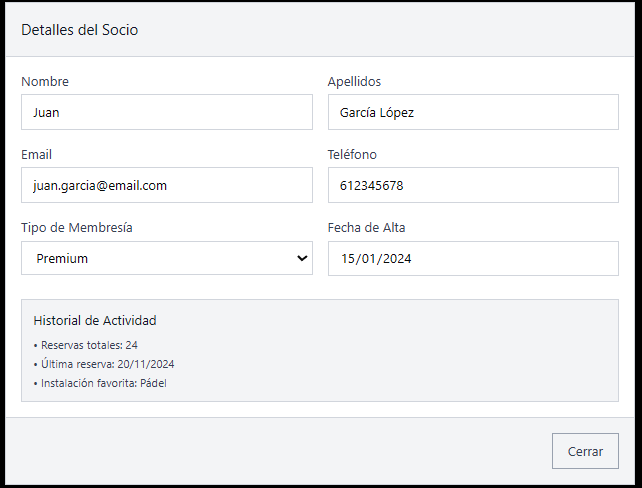 Detalles del Socio
Nombre
Apellidos
Juan
García López
Email
Teléfono
juan.garcia@email.com
612345678
Tipo de Membresía
Fecha de Alta
Premium
15/01/2024
Historial de Actividad
• Reservas totales: 24
• Última reserva: 20/11/2024
• Instalación favorita: Pádel
Cerrar